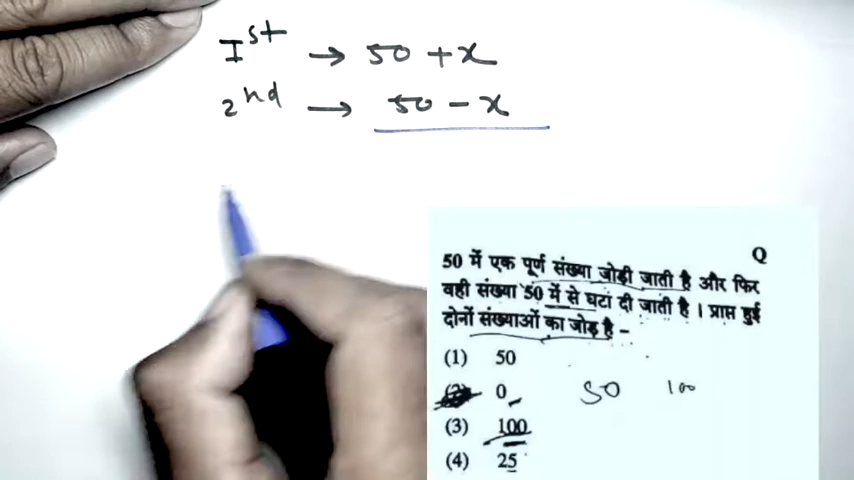 Ist → 50 + x
2nd → 50 - x
Q
50 में एक पूर्ण संख्या जोड़ी जाती है और फिर
वही संख्या 50 में से घटा दी जाती है । प्राप्त हुई
दोनों संख्याओं का जोड़ है –
(1) 50
(2) 0 50 100
(3) 100
(4) 25